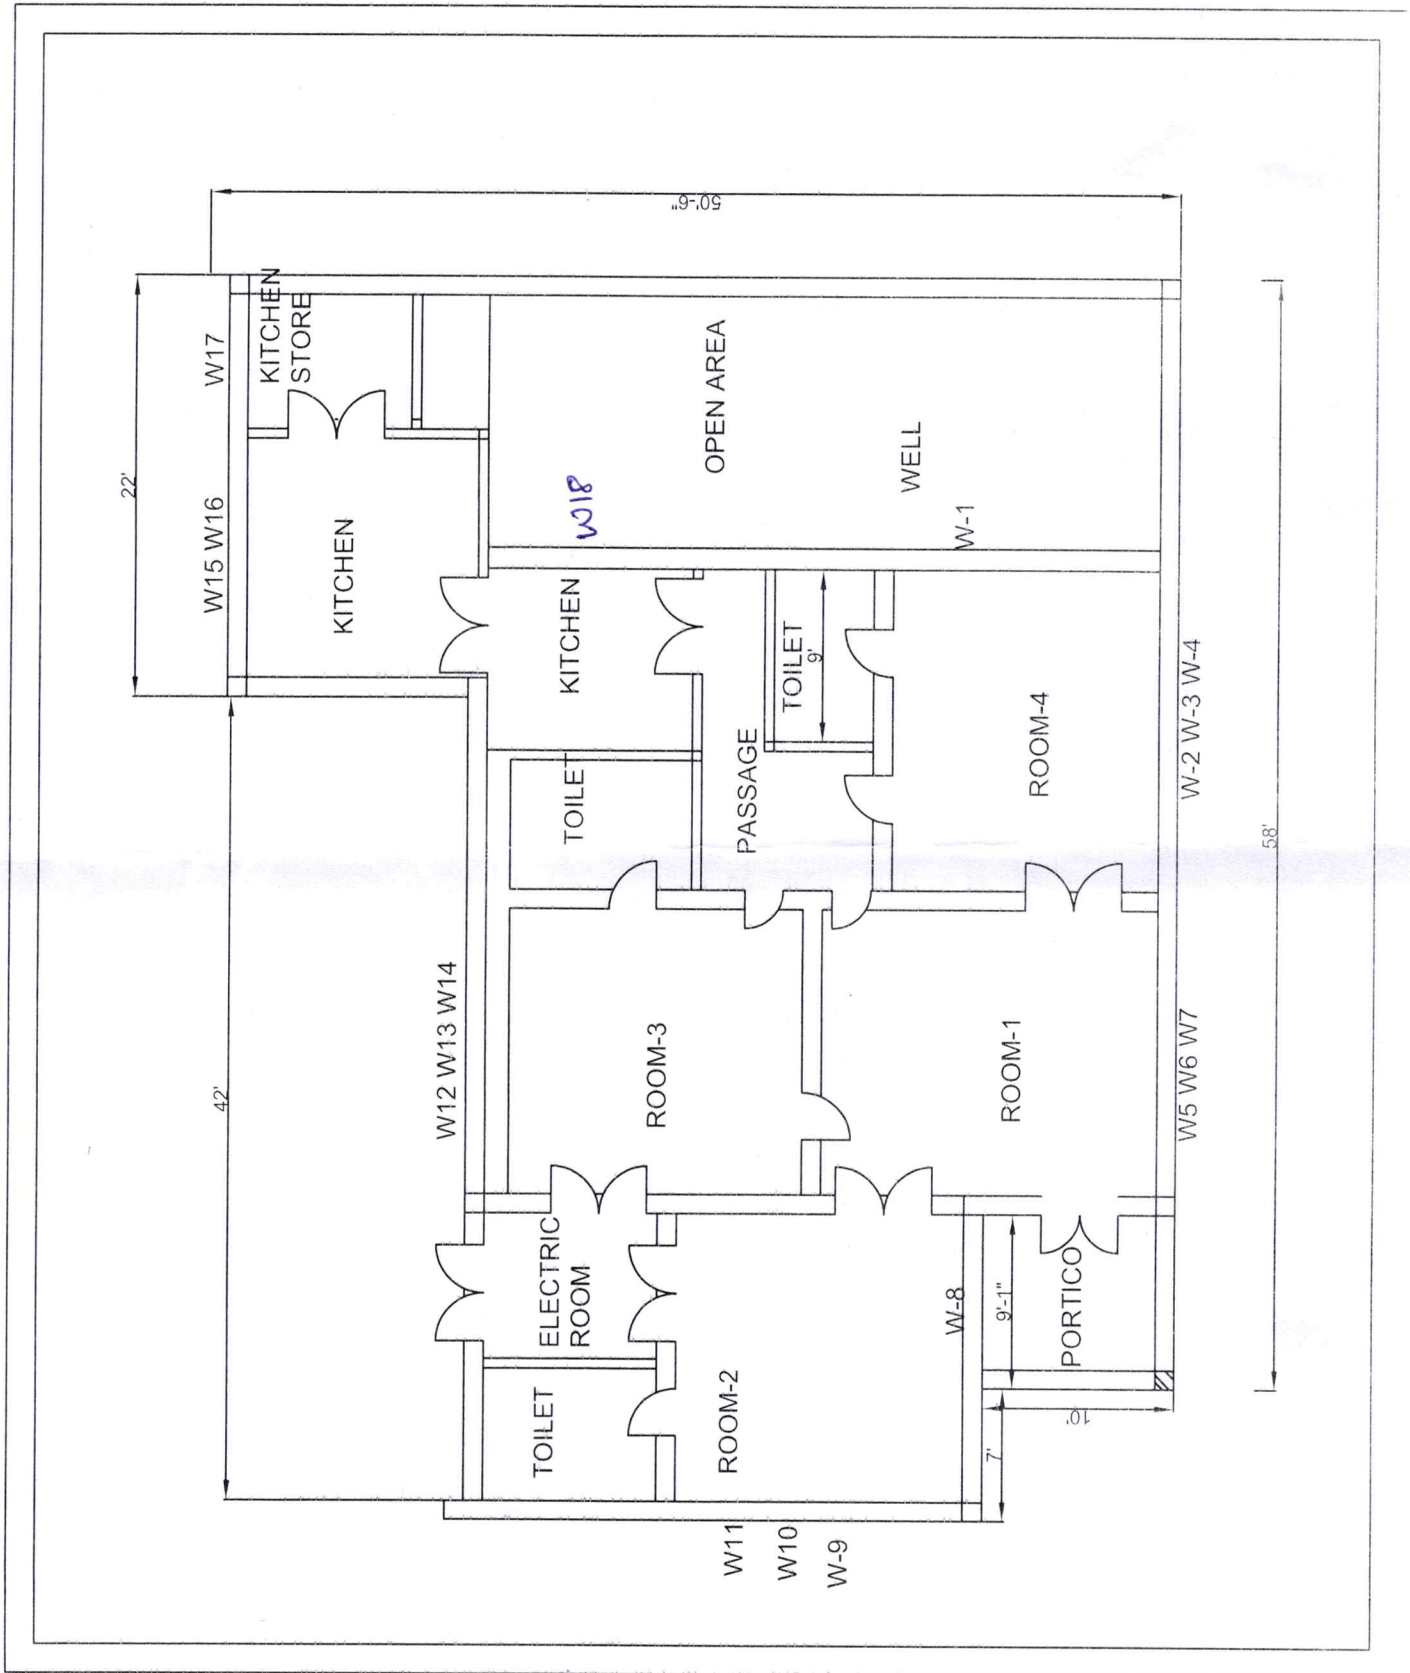 50'-6"
22'
W17
KITCHEN
STORE
W15 W16
KITCHEN
W18
OPEN AREA
WELL
W-1
KITCHEN
TOILET
9'
TOILET
PASSAGE
ROOM-4
W-2 W-3 W-4
58'
42'
W12 W13 W14
ROOM-3
ROOM-1
W5 W6 W7
ELECTRIC
ROOM
W-8
9'-1"
PORTICO
TOILET
ROOM-2
10'
7'
W11
W10
W-9